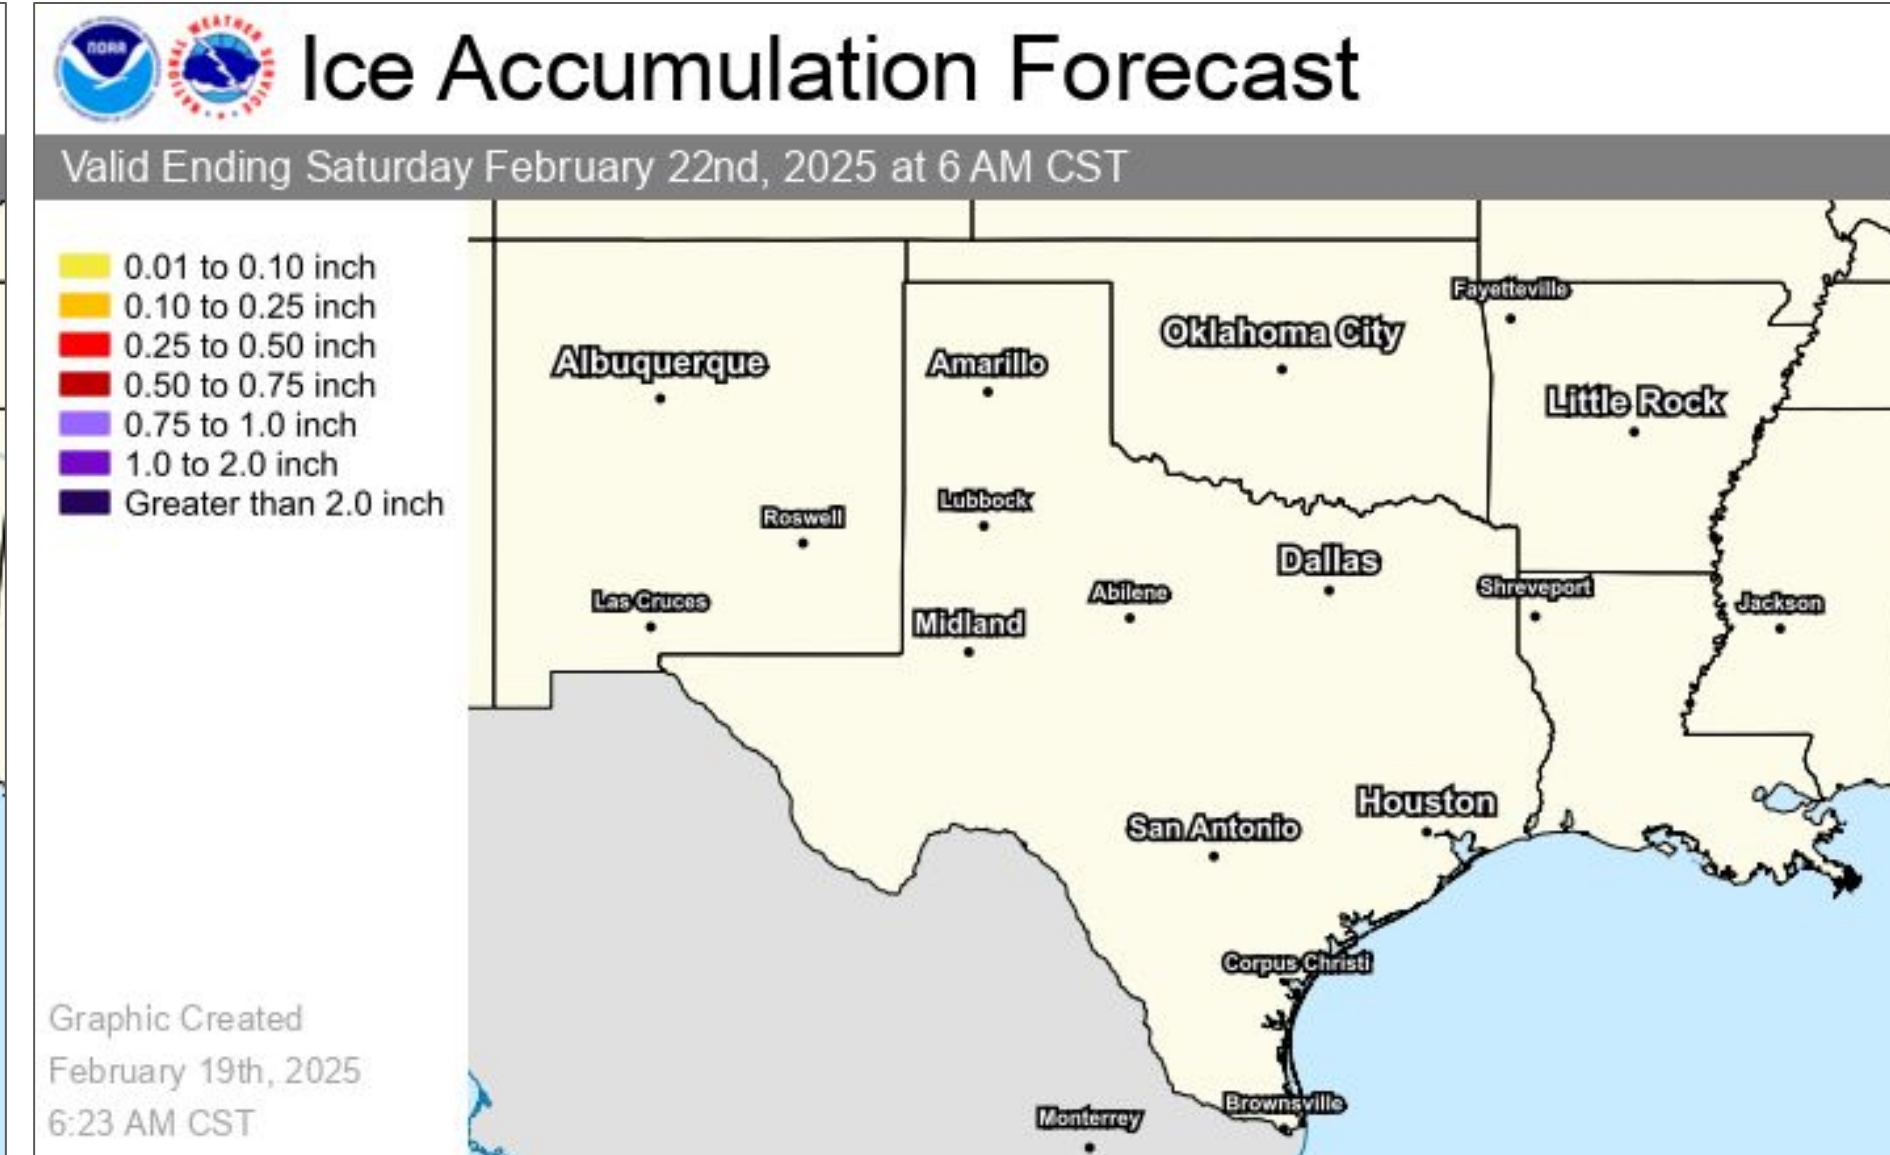 NOAA
NATIONAL WEATHER SERVICE
Ice Accumulation Forecast
Valid Ending Saturday February 22nd, 2025 at 6 AM CST
0.01 to 0.10 inch
0.10 to 0.25 inch
0.25 to 0.50 inch
0.50 to 0.75 inch
0.75 to 1.0 inch
1.0 to 2.0 inch
Greater than 2.0 inch
Fayetteville
Oklahoma City
Albuquerque
Amarillo
Little Rock
Lubbock
Roswell
Dallas
Shreveport
Abilene
Las Cruces
Jackson
Midland
Houston
San Antonio
Corpus Christi
Brownsville
Monterrey
Graphic Created
February 19th, 2025
6:23 AM CST